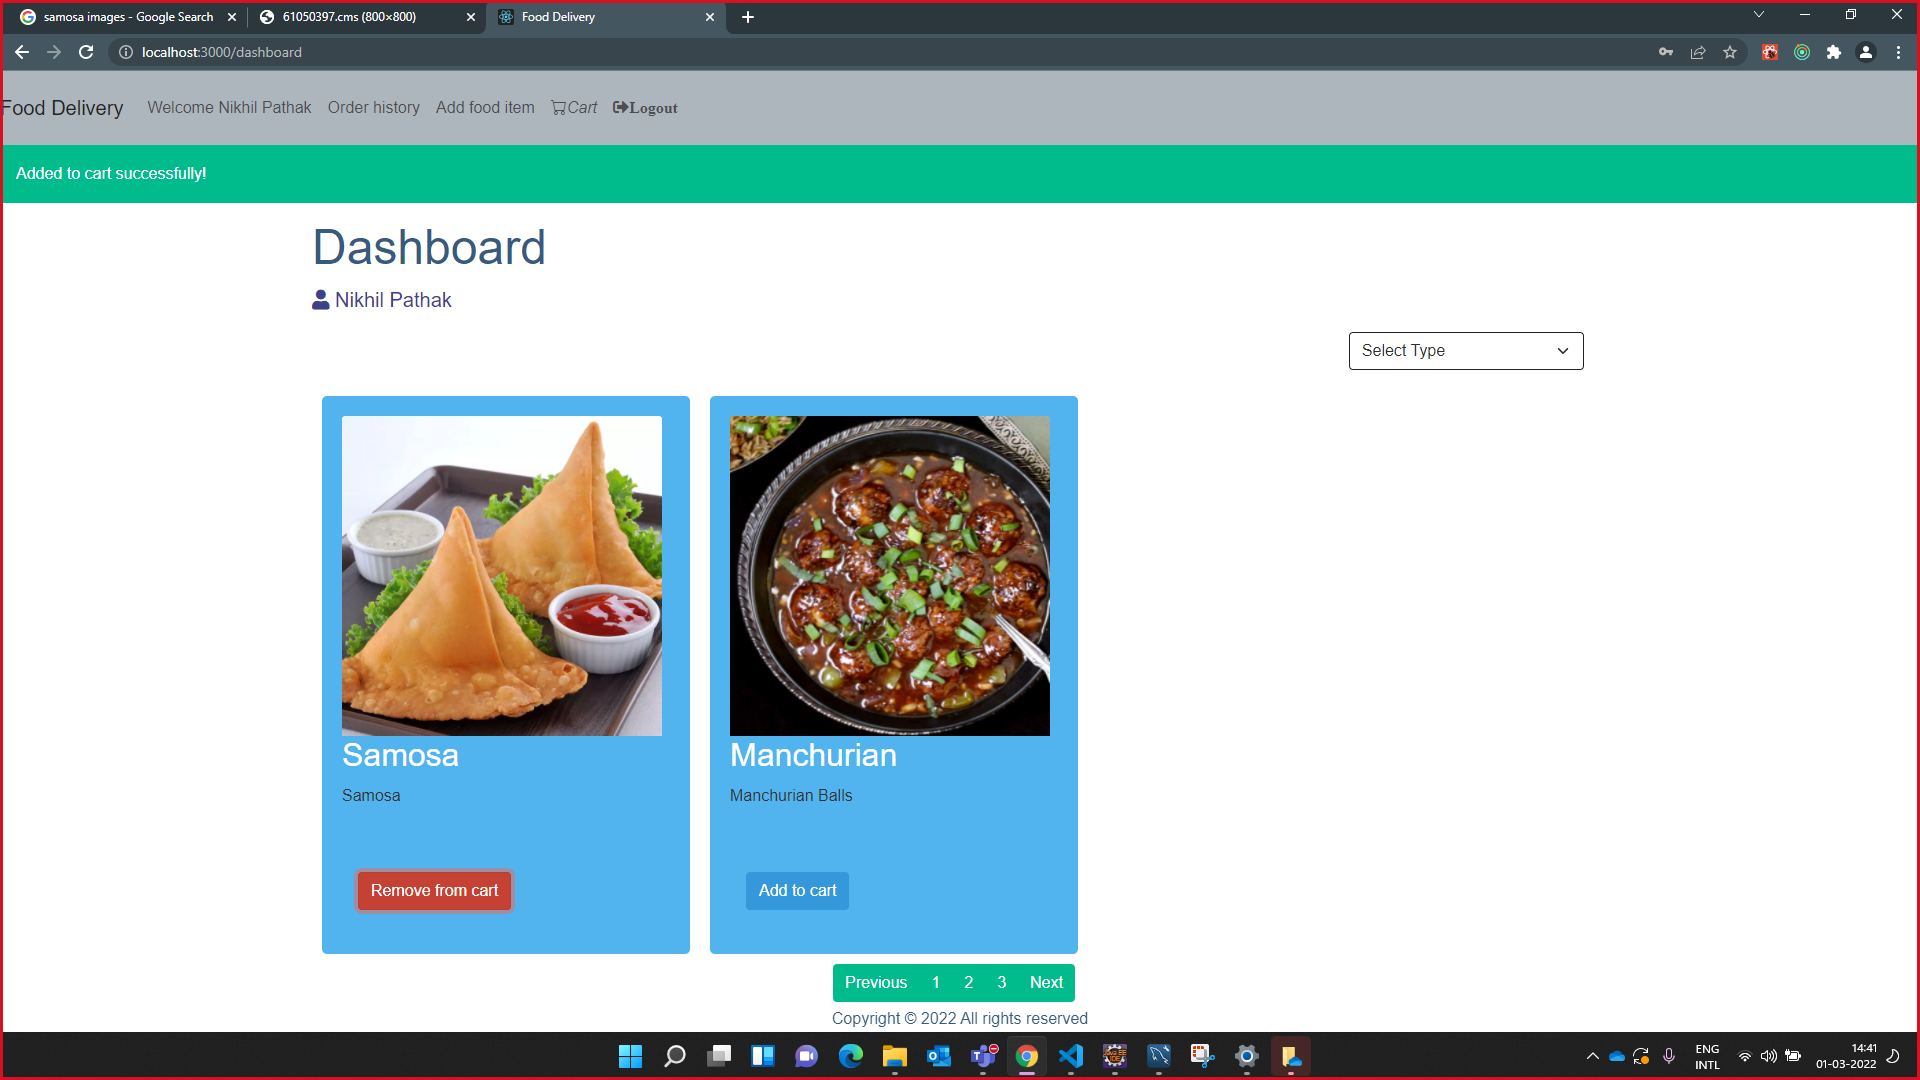 samosa images - Google Search
61050397.cms (800×800)
Food Delivery
localhost:3000/dashboard
Food Delivery
Welcome Nikhil Pathak
Order history
Add food item
Cart
Logout
Added to cart successfully!
Dashboard
Nikhil Pathak
Select Type
Samosa
Samosa
Remove from cart
Manchurian
Manchurian Balls
Add to cart
Previous 1 2 3 Next
Copyright © 2022 All rights reserved
ENG
INTL
14:41
01-03-2022